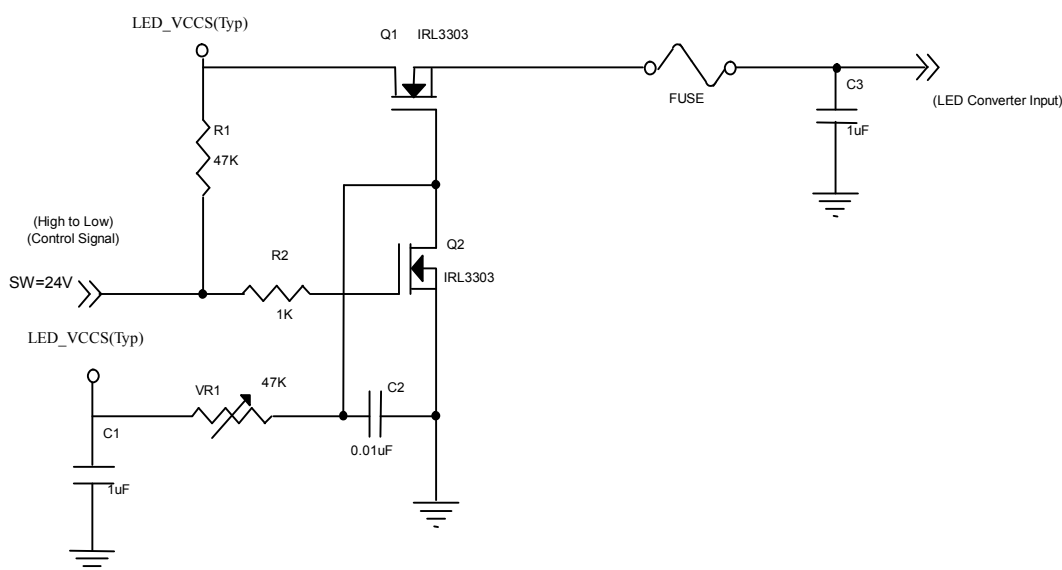 LED_VCCS(Typ)
Q1 IRL3303
FUSE
C3
(LED Converter Input)
1uF
R1
47K
(High to Low)
(Control Signal)
R2
Q2
SW=24V
IRL3303
1K
LED_VCCS(Typ)
VR1
47K
C2
C1
0.01uF
1uF